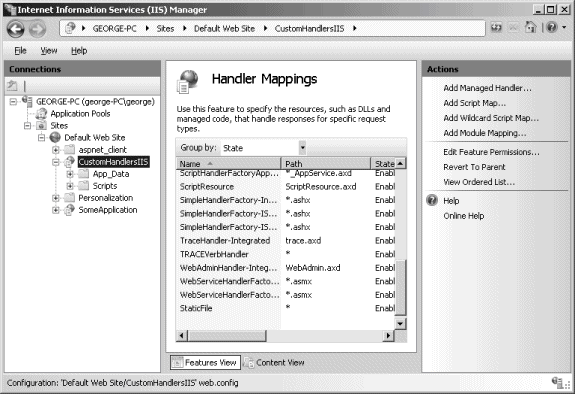 Internet Information Services (IIS) Manager
GEORGE-PC
Sites
Default Web Site
CustomHandlersIIS
File View Help
Connections
GEORGE-PC (george-PC\george)
Application Pools
Sites
Default Web Site
aspnet_client
CustomHandlersIIS
App_Data
Scripts
Personalization
SomeApplication
Handler Mappings
Use this feature to specify the resources, such as DLLs and
managed code, that handle responses for specific request
types.
Group by: State
Name Path State
ScriptHandlerFactoryApp... *_AppService.axd Enabl
ScriptResource ScriptResource.axd Enabl
SimpleHandlerFactory-In... *.ashx Enabl
SimpleHandlerFactory-IS... *.ashx Enabl
SimpleHandlerFactory-IS... *.ashx Enabl
TraceHandler-Integrated trace.axd Enabl
TRACEVerbHandler * Enabl
WebAdminHandler-Integ... WebAdmin.axd Enabl
WebServiceHandlerFacto... *.asmx Enabl
WebServiceHandlerFacto... *.asmx Enabl
StaticFile * Enabl
Features View Content View
Actions
Add Managed Handler...
Add Script Map...
Add Wildcard Script Map...
Add Module Mapping...
Edit Feature Permissions...
Revert To Parent
View Ordered List...
Help
Online Help
Configuration: 'Default Web Site/CustomHandlersIIS' web.config